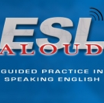 ESL
ALOUD
GUIDED PRACTICE IN
SPEAKING ENGLISH